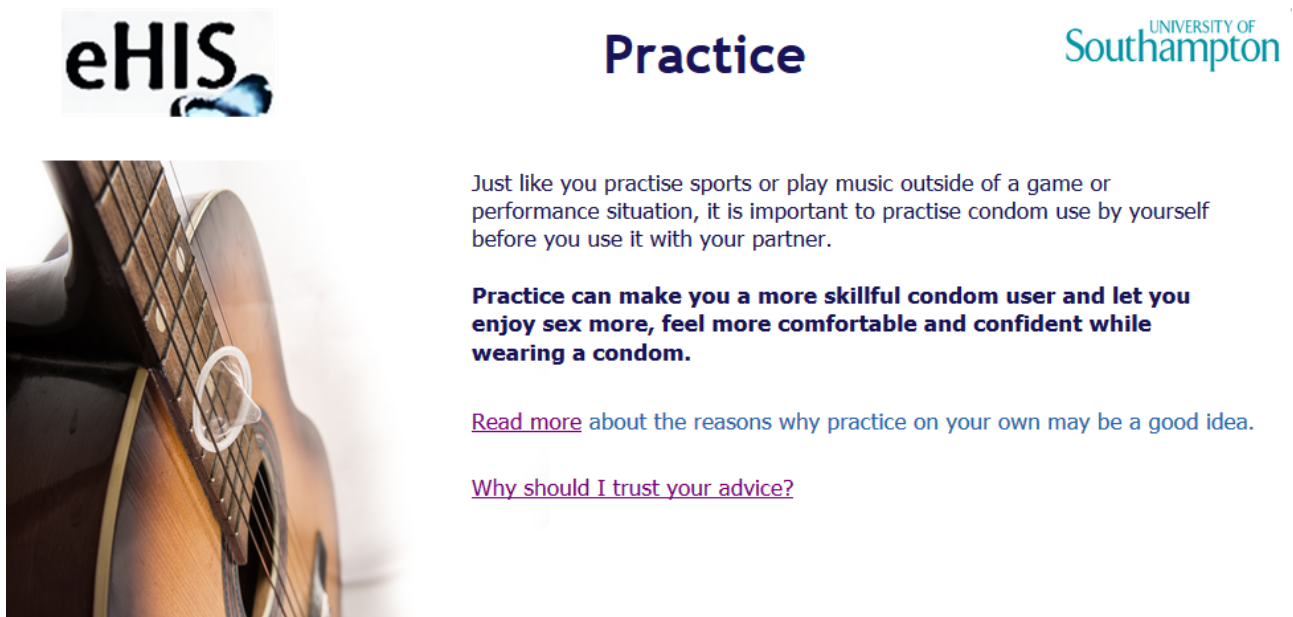 eHIS
Practice
UNIVERSITY OF
Southampton
Just like you practise sports or play music outside of a game or
performance situation, it is important to practise condom use by yourself
before you use it with your partner.
Practice can make you a more skillful condom user and let you
enjoy sex more, feel more comfortable and confident while
wearing a condom.
Read more about the reasons why practice on your own may be a good idea.
Why should I trust your advice?